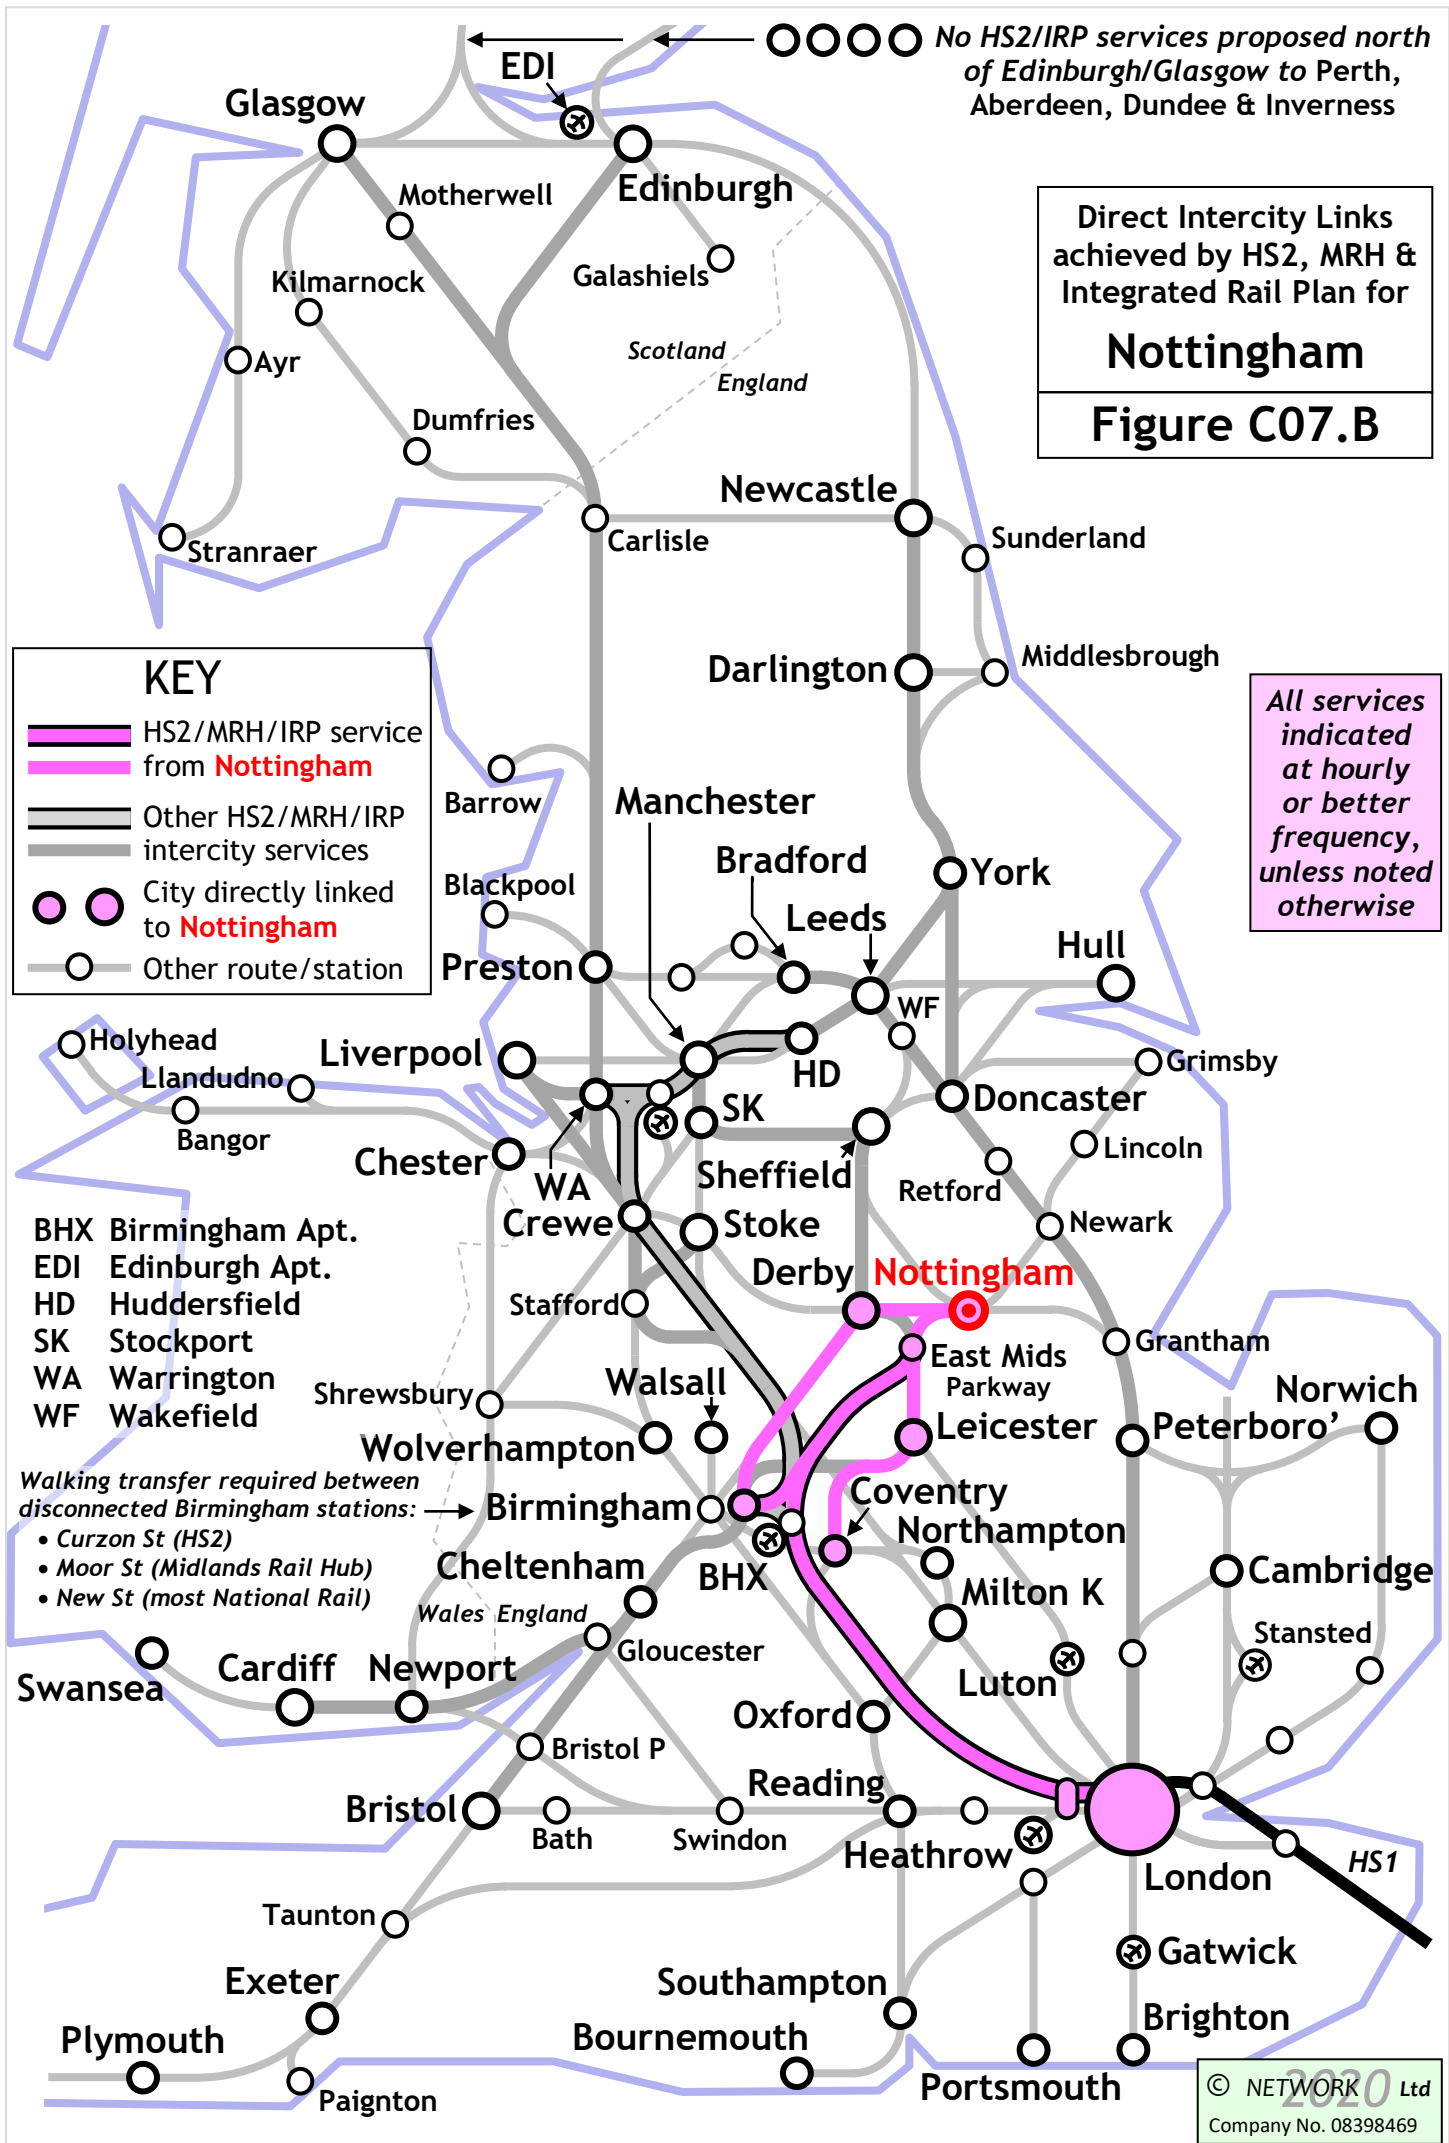 No HS2/IRP services proposed north
of Edinburgh/Glasgow to Perth,
Aberdeen, Dundee & Inverness
EDI
Glasgow
Edinburgh
Motherwell
Galashiels
Kilmarnock
Ayr
Scotland
England
Dumfries
Stranraer
Carlisle
Newcastle
Sunderland
Darlington
Middlesbrough
Direct Intercity Links
achieved by HS2, MRH &
Integrated Rail Plan for
Nottingham
Figure C07.B
KEY
HS2/MRH/IRP service
from Nottingham
Other HS2/MRH/IRP
intercity services
City directly linked
to Nottingham
Other route/station
All services
indicated
at hourly
or better
frequency,
unless noted
otherwise
Barrow
Manchester
Bradford
York
Blackpool
Leeds
Hull
Preston
WF
Holyhead
Liverpool
Llandudno
HD
Grimsby
Bangor
SK
Doncaster
Chester
Lincoln
WA
Sheffield
Retford
Crewe
Stoke
Newark
BHX Birmingham Apt.
EDI Edinburgh Apt.
HD Huddersfield
SK Stockport
WA Warrington
WF Wakefield
Derby
Nottingham
Stafford
Grantham
East Mids
Parkway
Shrewsbury
Walsall
Norwich
Wolverhampton
Leicester
Peterboro’
Walking transfer required between
disconnected Birmingham stations:
• Curzon St (HS2)
• Moor St (Midlands Rail Hub)
• New St (most National Rail)
Birmingham
Coventry
Northampton
BHX
Cheltenham
Cambridge
Milton K
Wales England
Gloucester
Stansted
Swansea
Cardiff
Newport
Luton
Oxford
Bristol P
Reading
Bristol
Bath
Swindon
Heathrow
London
HS1
Taunton
Gatwick
Exeter
Southampton
Brighton
Plymouth
Bournemouth
Portsmouth
Paignton
© NETWORK 2020 Ltd
Company No. 08398469